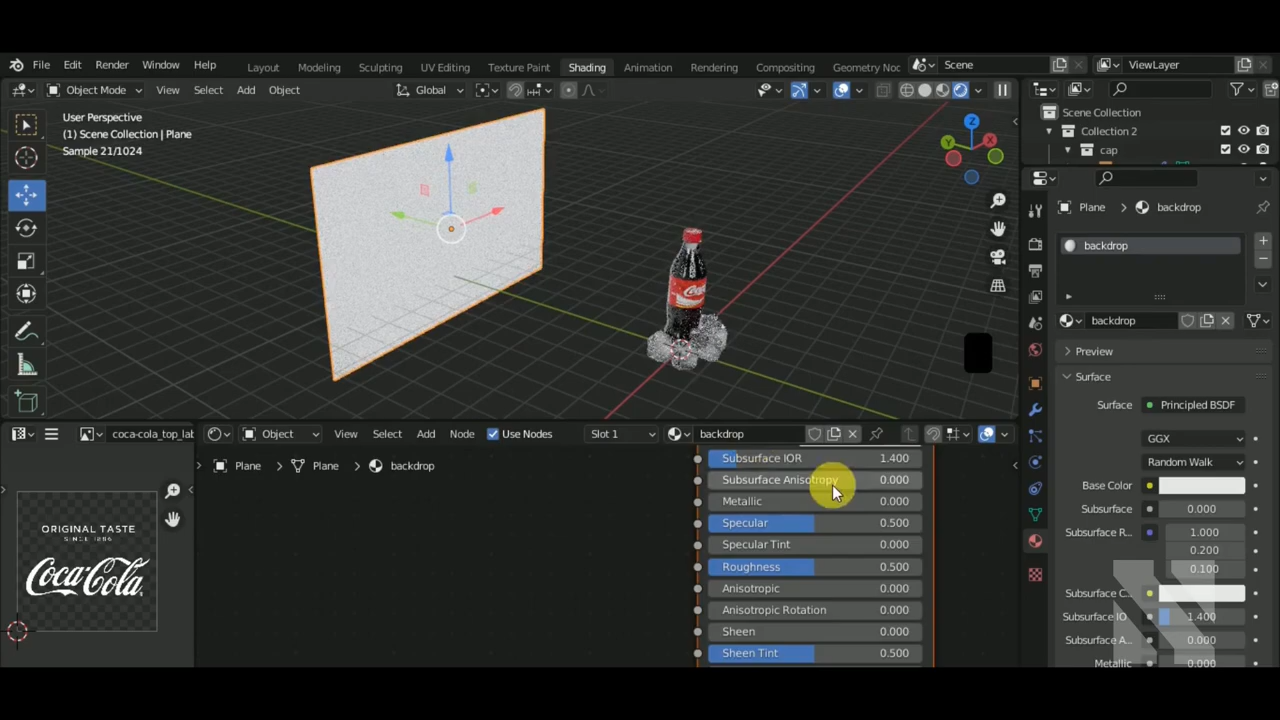 File Edit Render Window Help Layout Modeling Sculpting UV Editing Texture Paint Shading Animation Rendering Compositing Geometry Noc Scene ViewLayer
Object Mode View Select Add Object Global
User Perspective
(1) Scene Collection | Plane
Sample 21/1024
Z
Y
X
Scene Collection
Collection 2
cap
Plane backdrop
backdrop
backdrop
Preview
Surface
Surface Principled BSDF
GGX
Random Walk
Base Color
Subsurface 0.000
Subsurface R... 1.000
0.200
0.100
Subsurface C...
Subsurface IO 1.400
Subsurface A... 0.000
Metallic 0.000
coca-cola_top_lab
ORIGINAL TASTE
SINCE 1886
Coca-Cola
Object View Select Add Node Use Nodes Slot 1 backdrop
Plane Plane backdrop
Subsurface IOR 1.400
Subsurface Anisotropy 0.000
Metallic 0.000
Specular 0.500
Specular Tint 0.000
Roughness 0.500
Anisotropic 0.000
Anisotropic Rotation 0.000
Sheen 0.000
Sheen Tint 0.500